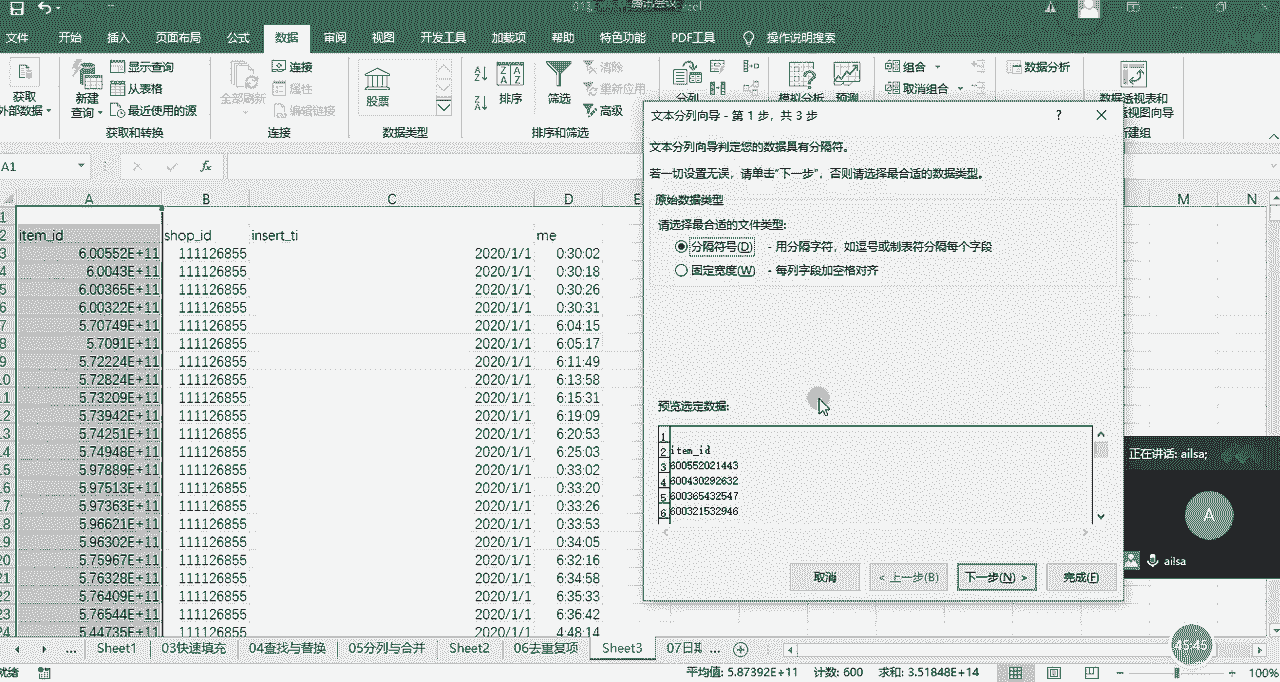 文件 开始 插入 页面布局 公式 数据 审阅 视图 开发工具 加载项 帮助 特色功能 PDF工具 操作说明搜索
获取
外部数据
新建
查询
显示查询
从表格
最近使用的源
获取和转换
全部刷新
连接
属性
编辑链接
连接
股票
数据类型
排序
筛选
清除
重新应用
高级
排序和筛选
分列
模拟分析 预测
组合
取消组合
数据分析
数据透视表和
视图向导
建组
A1 fx
A B C D E M N
1
2 item_id shop_id insert_ti me
3 6.00552E+11 111126855 2020/1/1 0:30:02
4 6.0043E+11 111126855 2020/1/1 0:30:18
5 6.00365E+11 111126855 2020/1/1 0:30:26
6 6.00322E+11 111126855 2020/1/1 0:30:31
7 5.70749E+11 111126855 2020/1/1 6:04:15
8 5.7091E+11 111126855 2020/1/1 6:05:17
9 5.72224E+11 111126855 2020/1/1 6:11:49
10 5.72824E+11 111126855 2020/1/1 6:13:58
11 5.73209E+11 111126855 2020/1/1 6:15:31
12 5.73942E+11 111126855 2020/1/1 6:19:09
13 5.74251E+11 111126855 2020/1/1 6:20:53
14 5.74948E+11 111126855 2020/1/1 6:25:03
15 5.97889E+11 111126855 2020/1/1 0:33:02
16 5.97513E+11 111126855 2020/1/1 0:33:20
17 5.97363E+11 111126855 2020/1/1 0:33:26
18 5.96621E+11 111126855 2020/1/1 0:33:53
19 5.96302E+11 111126855 2020/1/1 0:34:05
20 5.75967E+11 111126855 2020/1/1 6:32:16
21 5.76328E+11 111126855 2020/1/1 6:34:58
22 5.76409E+11 111126855 2020/1/1 6:35:33
23 5.76544E+11 111126855 2020/1/1 6:36:42
24 5.44735E+11 111126855 2020/1/1 4:48:14
文本分列向导 - 第 1 步，共 3 步
文本分列向导判定您的数据具有分隔符。
若一切设置无误，请单击“下一步”，否则请选择最合适的数据类型。
原始数据类型
请选择最合适的文件类型:
分隔符号(D) - 用分隔字符，如逗号或制表符分隔每个字段
固定宽度(W) - 每列字段加空格对齐
预览选定数据:
1
2 item_id
3 600552021443
4 600430292632
5 600365432547
6 600321532946
取消 < 上一步(B) 下一步(N) > 完成(F)
正在讲话: ailsa;
A
ailsa
... Sheet1 03快速填充 04查找与替换 05分列与合并 Sheet2 06去重复项 Sheet3 07日期 ...
45:45
就绪 平均值: 5.87392E+11 计数: 600 求和: 3.51848E+14 100%